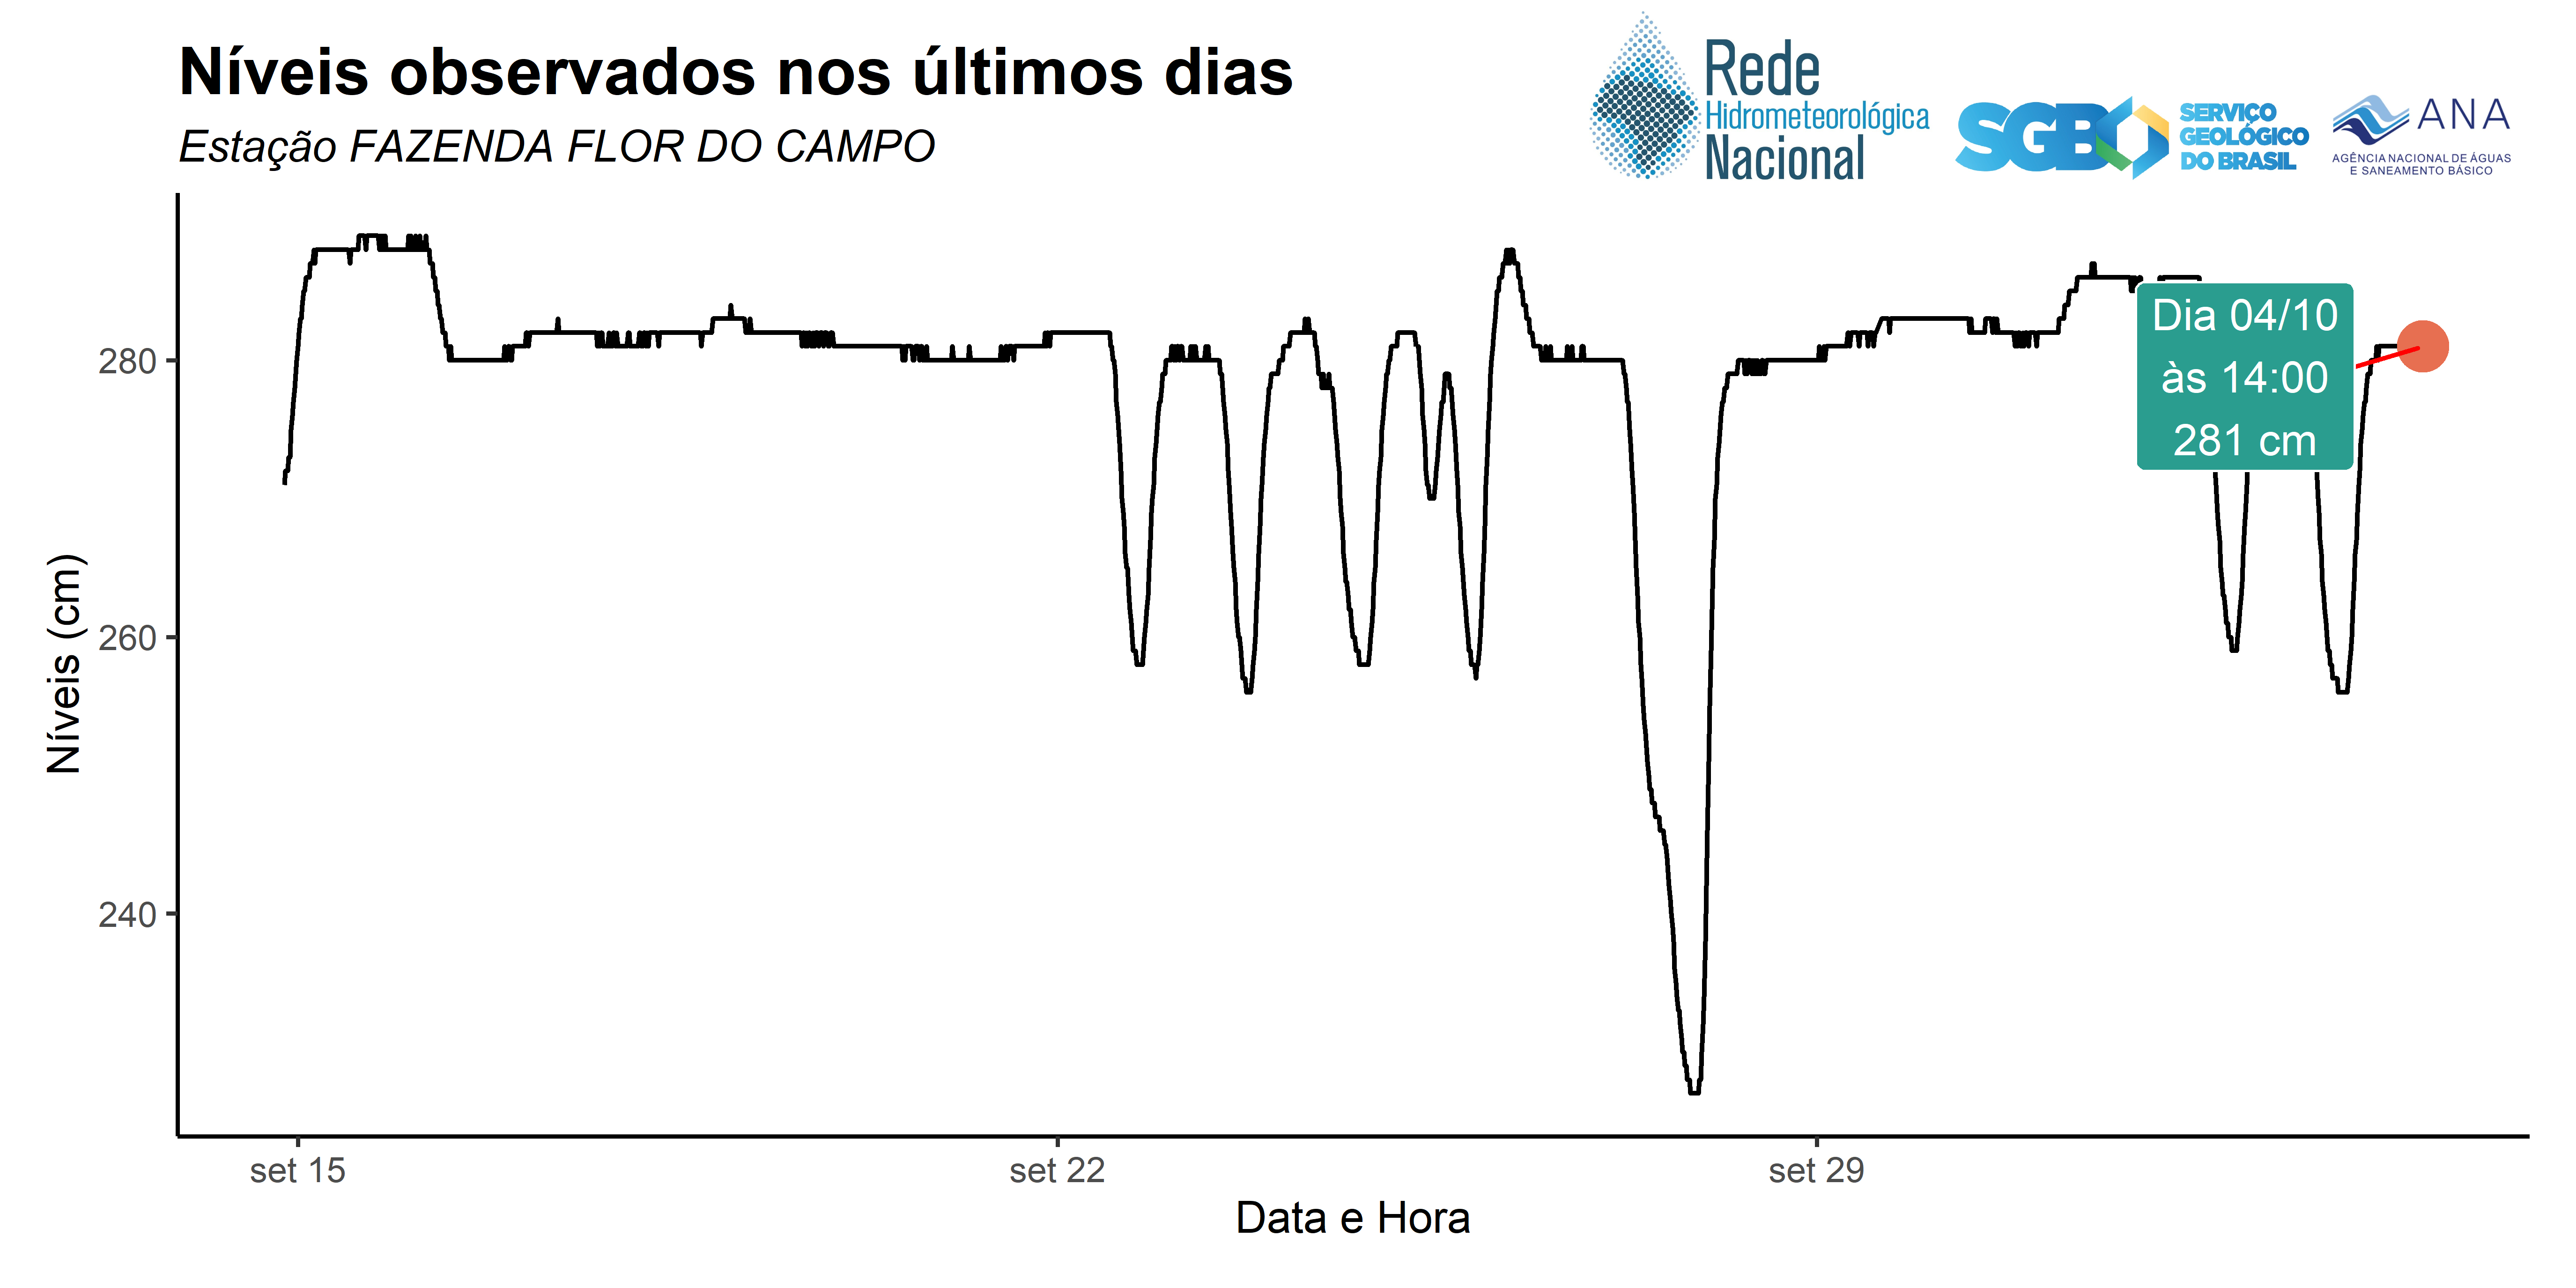 Níveis observados nos últimos dias
Estação FAZENDA FLOR DO CAMPO
Rede
Hidrometeorológica
Nacional
SGB
SERVIÇO
GEOLÓGICO
DO BRASIL
ANA
AGÊNCIA NACIONAL DE ÁGUAS
E SANEAMENTO BÁSICO
Níveis (cm)
280
260
240
Dia 04/10
às 14:00
281 cm
set 15
set 22
set 29
Data e Hora